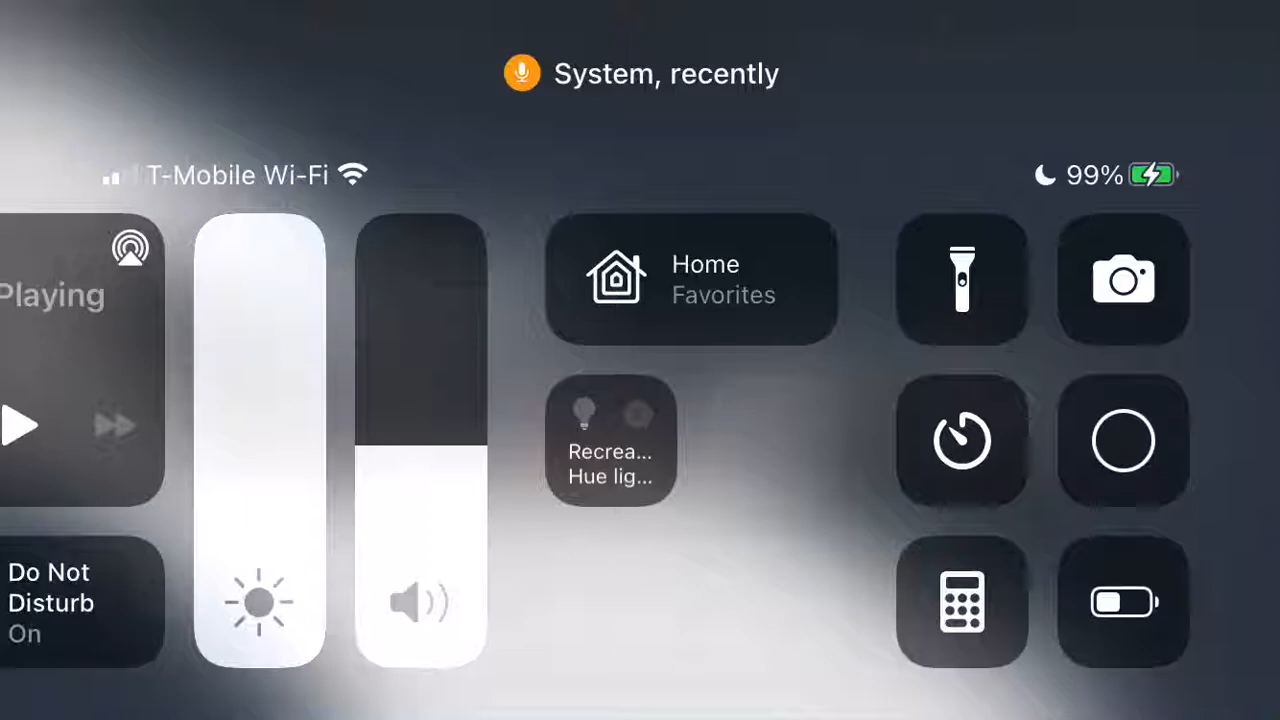 System, recently
T-Mobile Wi-Fi
99%
Playing
Home
Favorites
Recrea...
Hue lig...
Do Not
Disturb
On